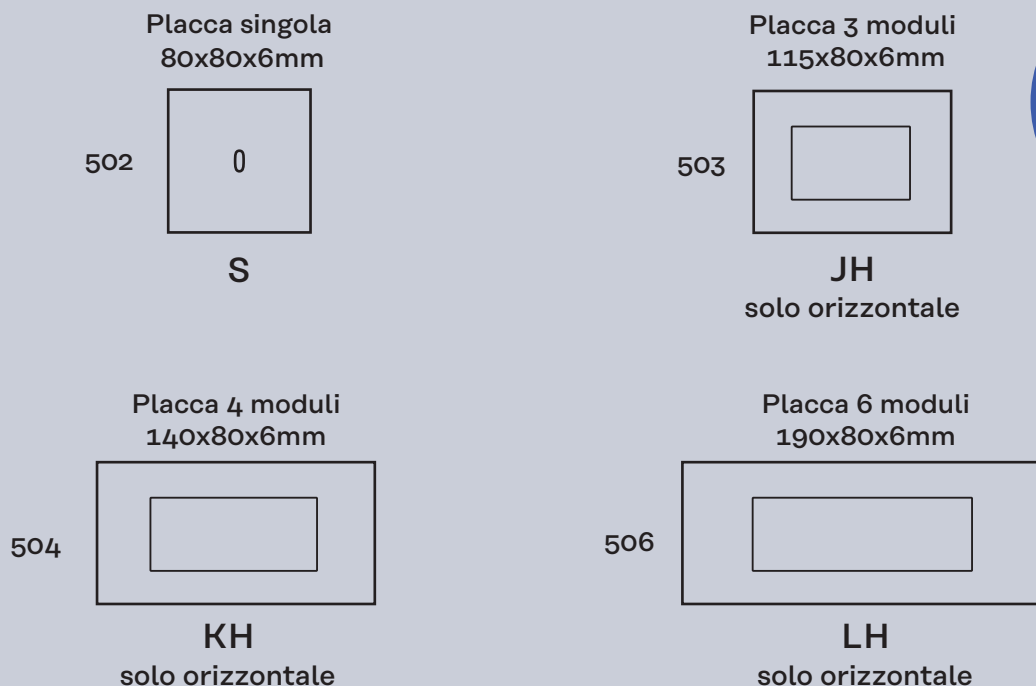 Placca singola
80x80x6mm
502
0
S
Placca 3 moduli
115x80x6mm
503
JH
solo orizzontale
Placca 4 moduli
140x80x6mm
504
KH
solo orizzontale
Placca 6 moduli
190x80x6mm
506
LH
solo orizzontale